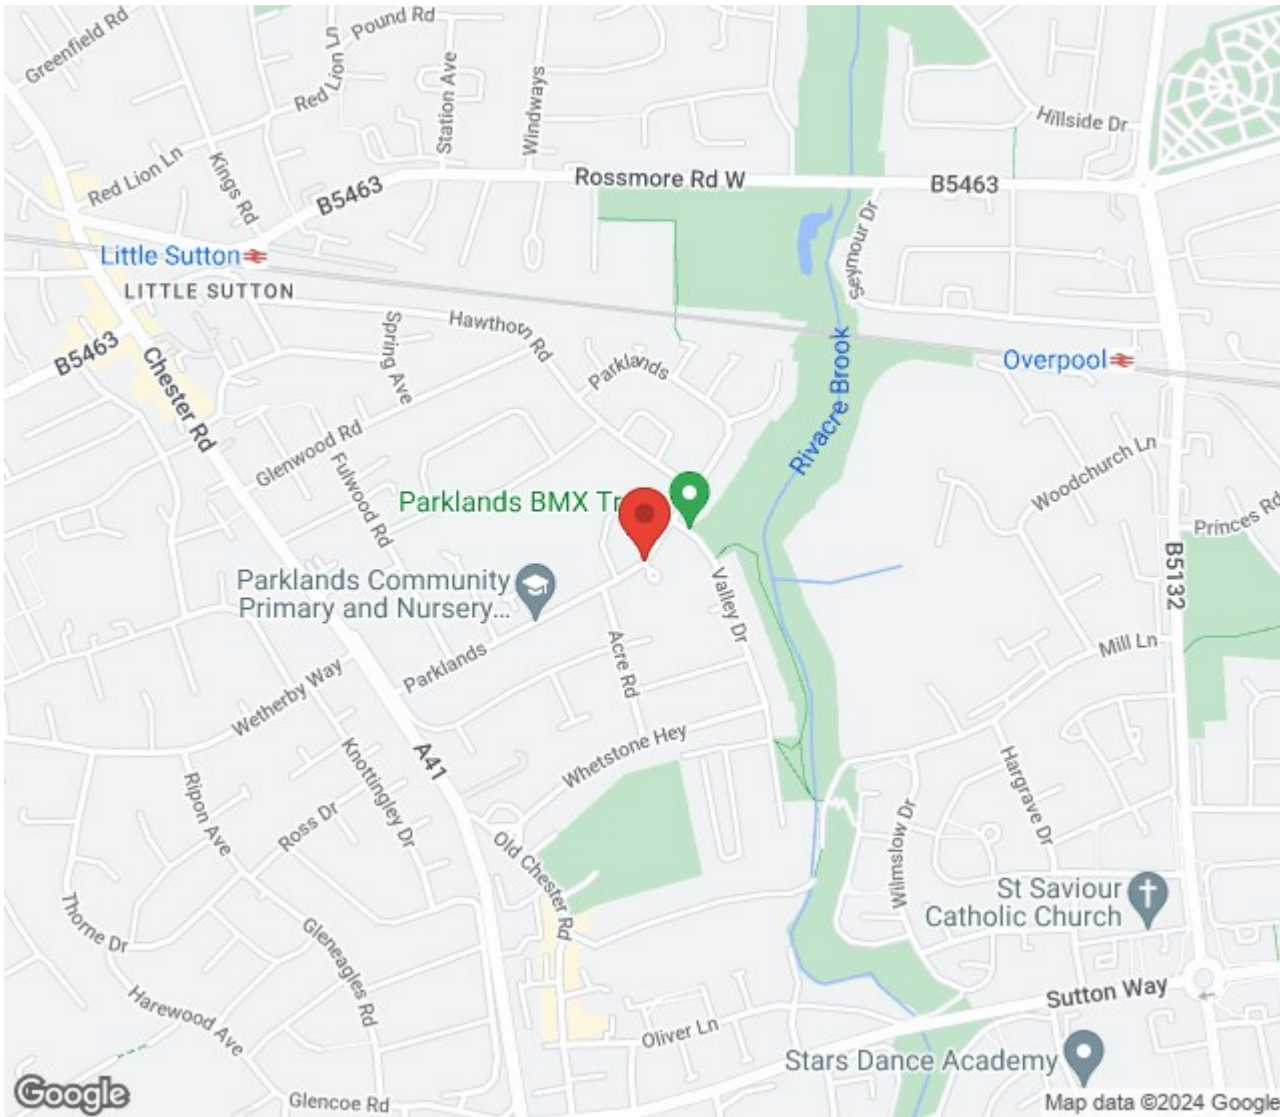 Greenfield Rd
Pound Rd
Red Lion Ln
Station Ave
Windways
Hillside Dr
Red Lion Ln
Kings Rd
B5463
Rossmore Rd W
B5463
Seymour Dr
Little Sutton
LITTLE SUTTON
Hawthorn Rd
Spring Ave
B5463
Chester Rd
Parklands
Rivacre Brook
Overpool
Glenwood Rd
Fulwood Rd
Woodchurch Ln
Princes Rd
Parklands BMX Tr
B5132
Parklands Community
Primary and Nursery...
Valley Dr
Acre Rd
Parklands
Mill Ln
Wetherby Way
Whetstone Hey
A41
Knottingley Dr
Ripon Ave
Ross Dr
Hargrave Dr
Old Chester Rd
Wilmslow Dr
St Saviour
Catholic Church
Thorne Dr
Gleneagles Rd
Harewood Ave
Sutton Way
Oliver Ln
Stars Dance Academy
Google
Glencoe Rd
Map data ©2024 Google